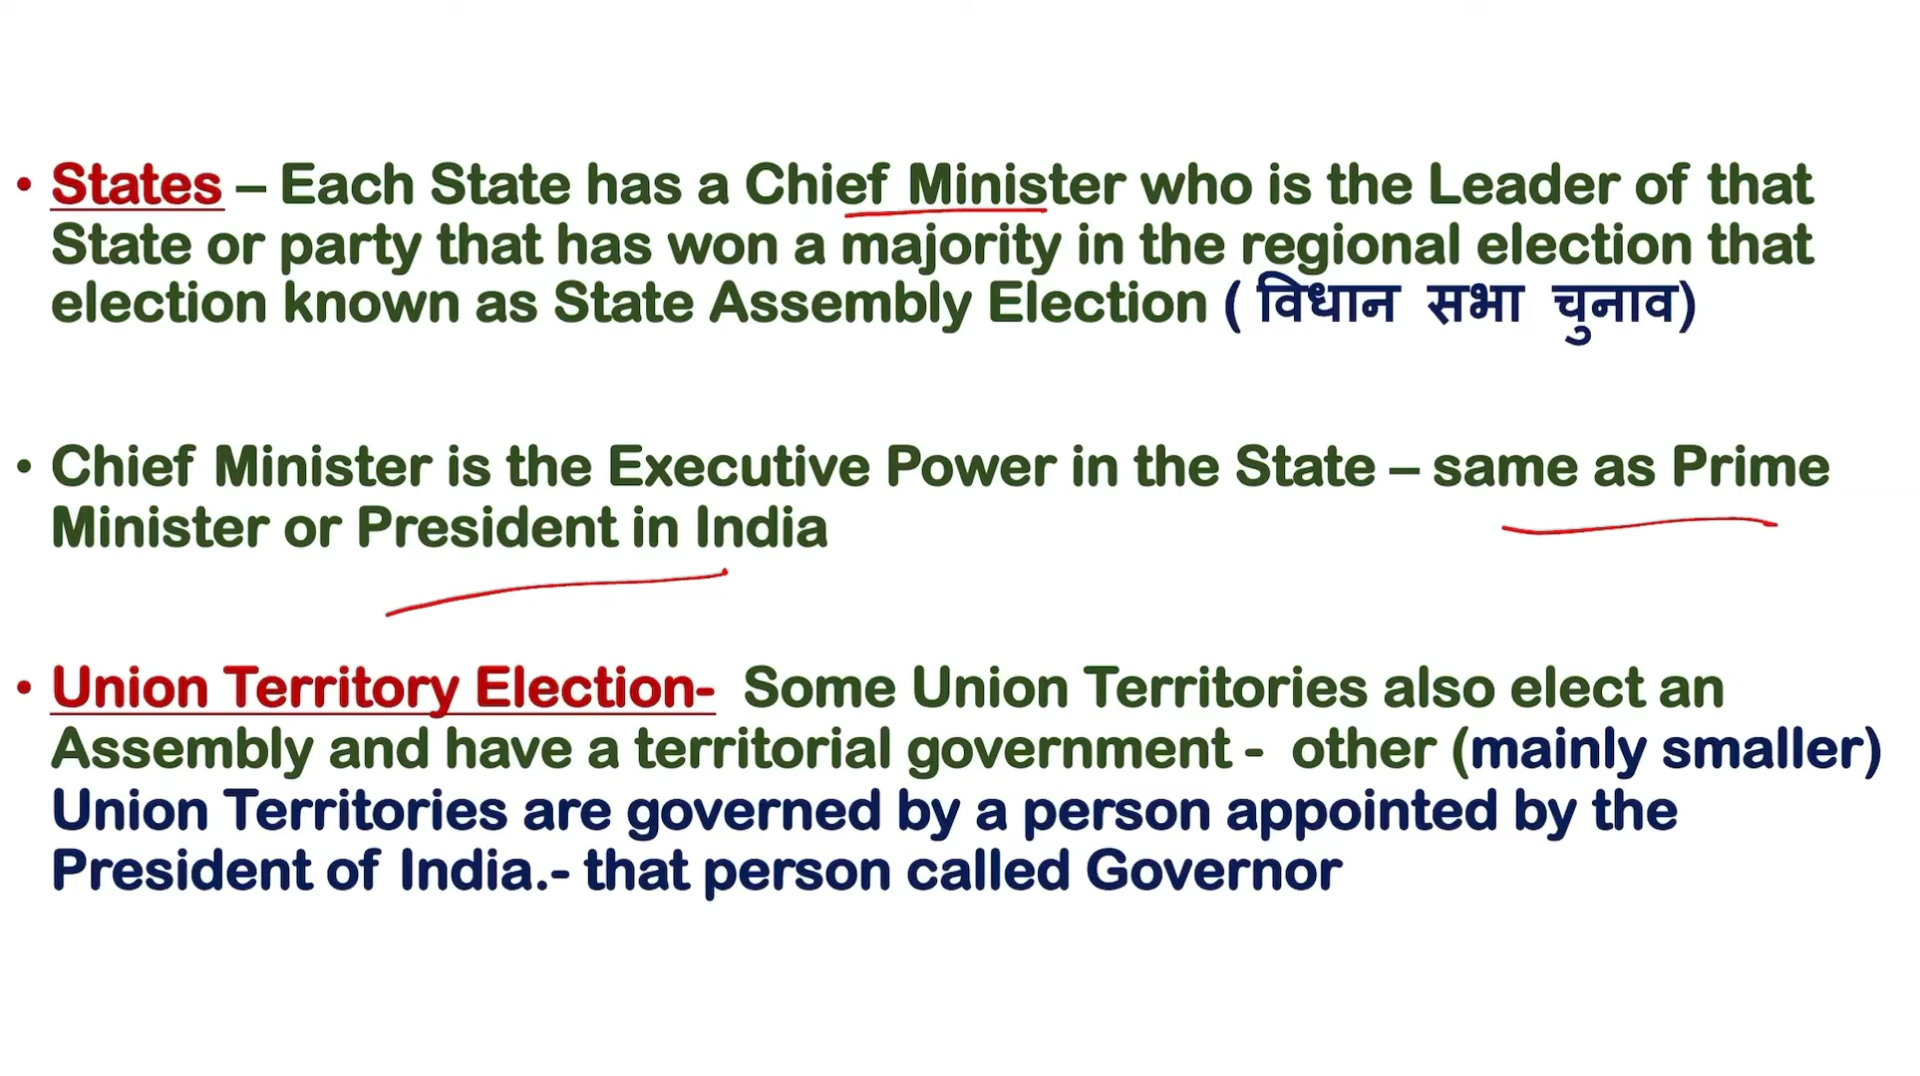 • States – Each State has a Chief Minister who is the Leader of that
State or party that has won a majority in the regional election that
election known as State Assembly Election ( विधान सभा चुनाव)
• Chief Minister is the Executive Power in the State – same as Prime
Minister or President in India
• Union Territory Election- Some Union Territories also elect an
Assembly and have a territorial government - other (mainly smaller)
Union Territories are governed by a person appointed by the
President of India.- that person called Governor